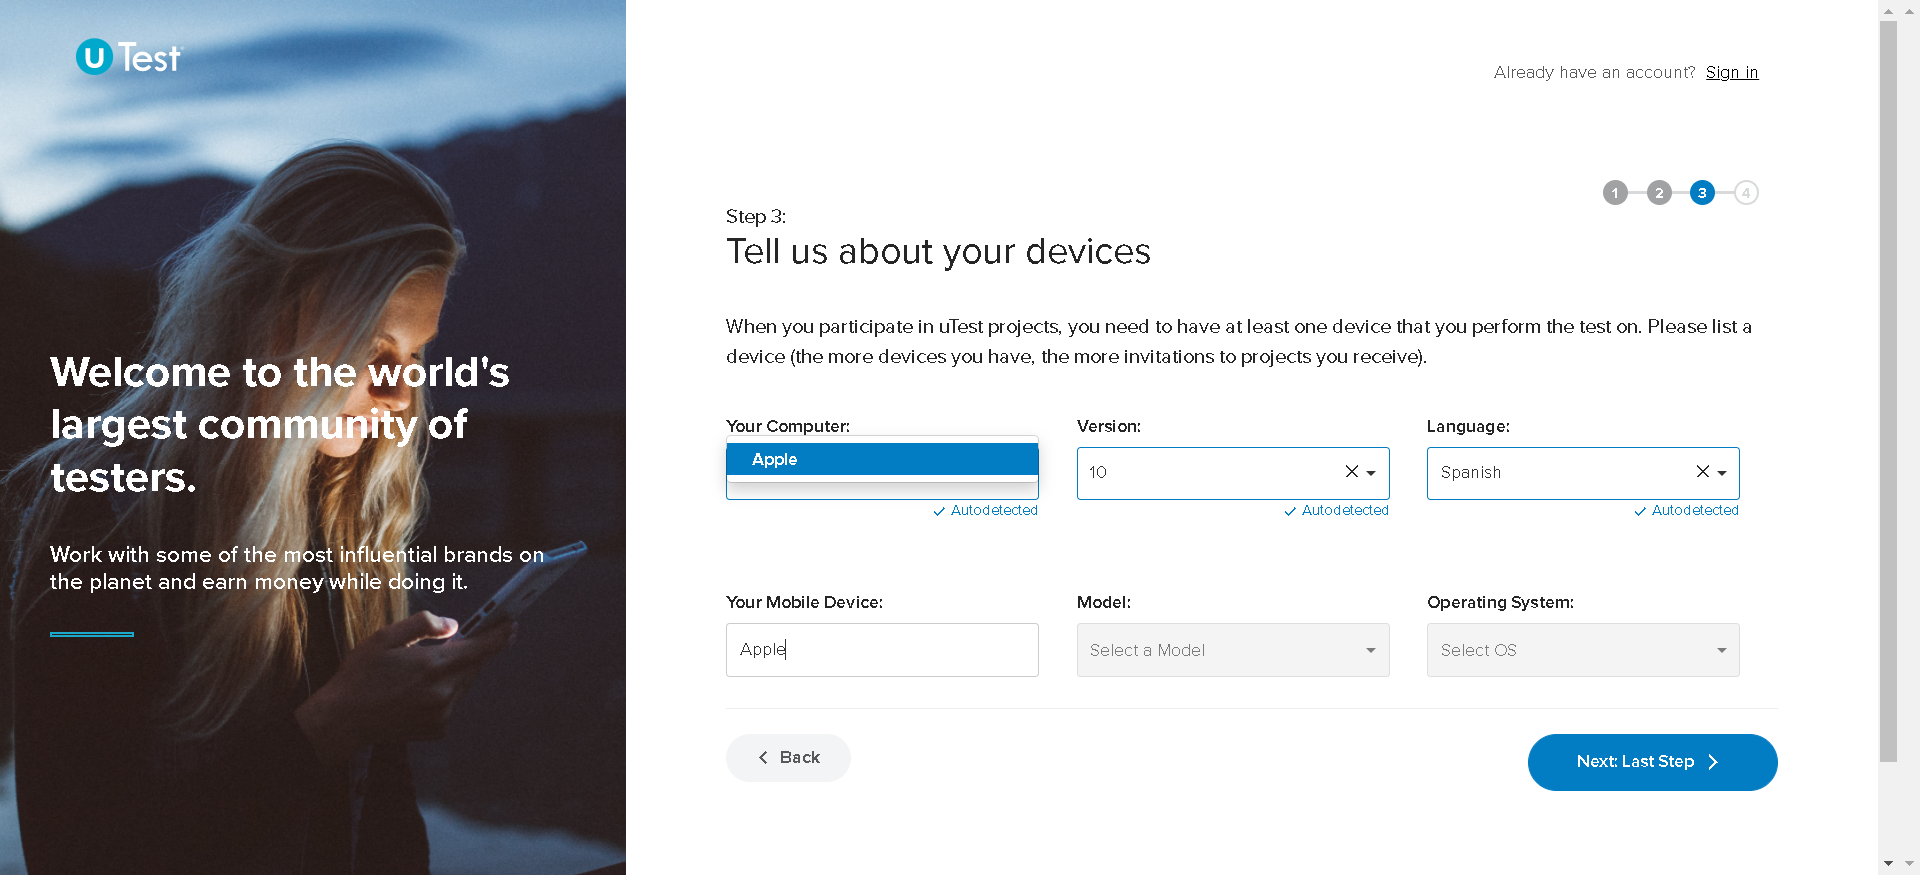 U Test
Already have an account? Sign in
1 2 3 4
Step 3:
Tell us about your devices
When you participate in uTest projects, you need to have at least one device that you perform the test on. Please list a
device (the more devices you have, the more invitations to projects you receive).
Welcome to the world's
largest community of
testers.
Work with some of the most influential brands on
the planet and earn money while doing it.
Your Computer:
Apple
Autodetected
Version:
10
Autodetected
Language:
Spanish
Autodetected
Your Mobile Device:
Apple
Model:
Select a Model
Operating System:
Select OS
Back
Next: Last Step